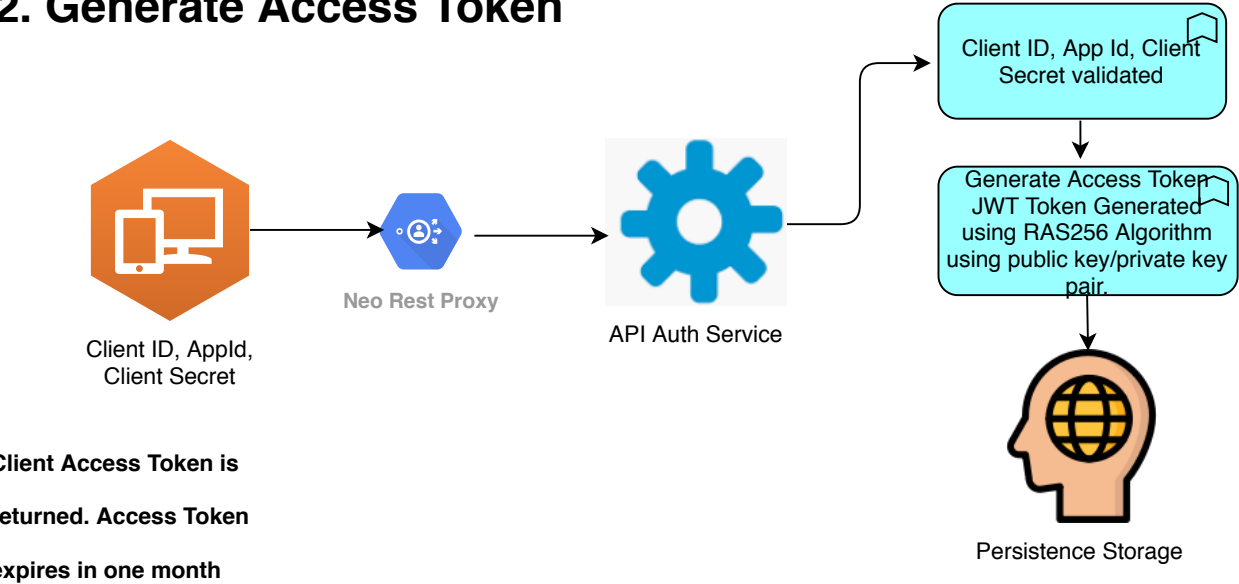 2. Generate Access Token
Client ID, App Id, Client
Secret validated
Generate Access Token
JWT Token Generated
using RAS256 Algorithm
using public key/private key
pair.
Neo Rest Proxy
API Auth Service
Client ID, AppId,
Client Secret
Client Access Token is
eturned. Access Token
expires in one month
Persistence Storage